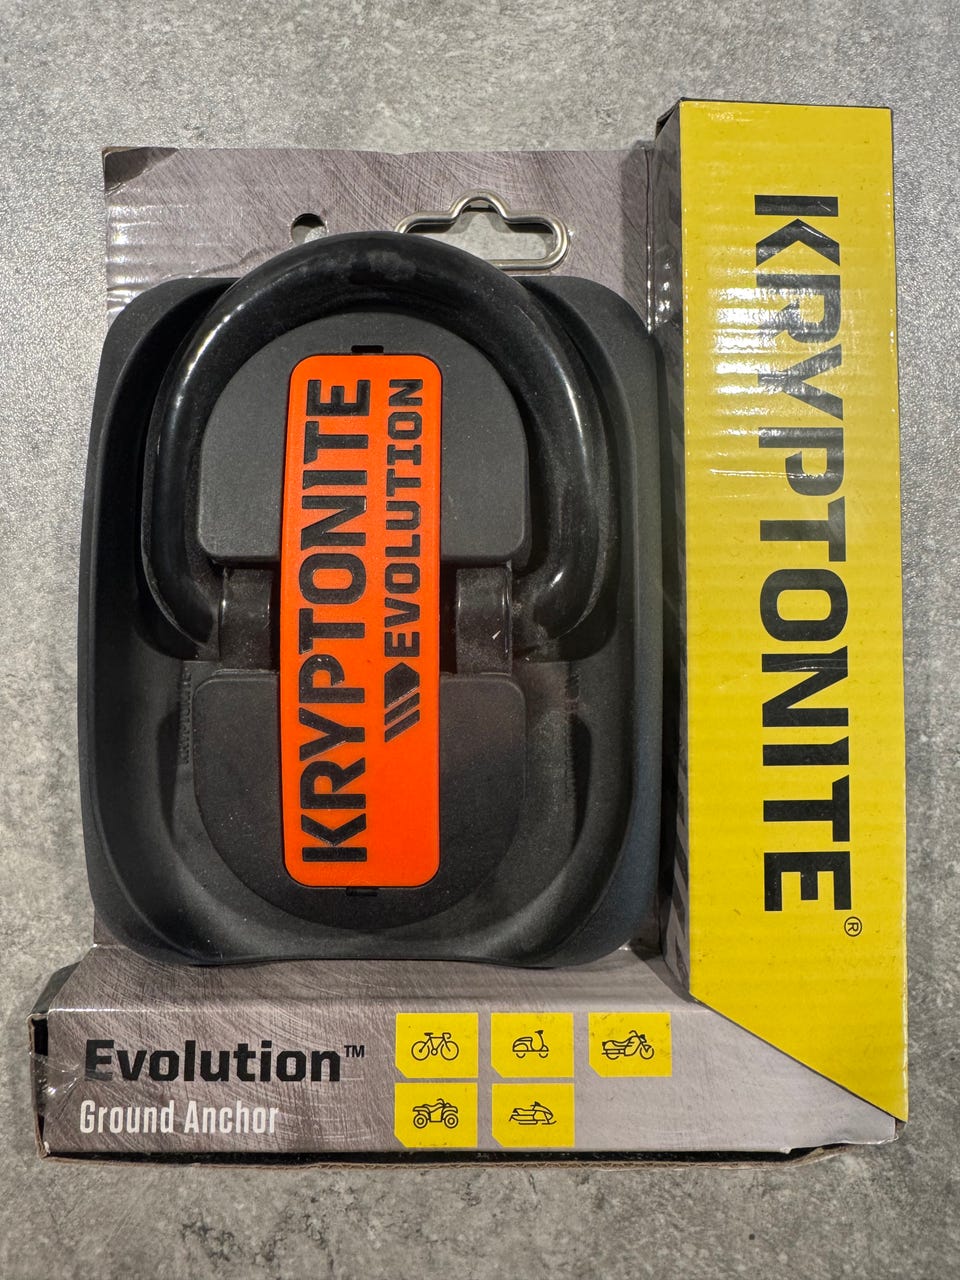 KRYPTONITE
EVOLUTION
KRYPTONITE®
Evolution™
Ground Anchor